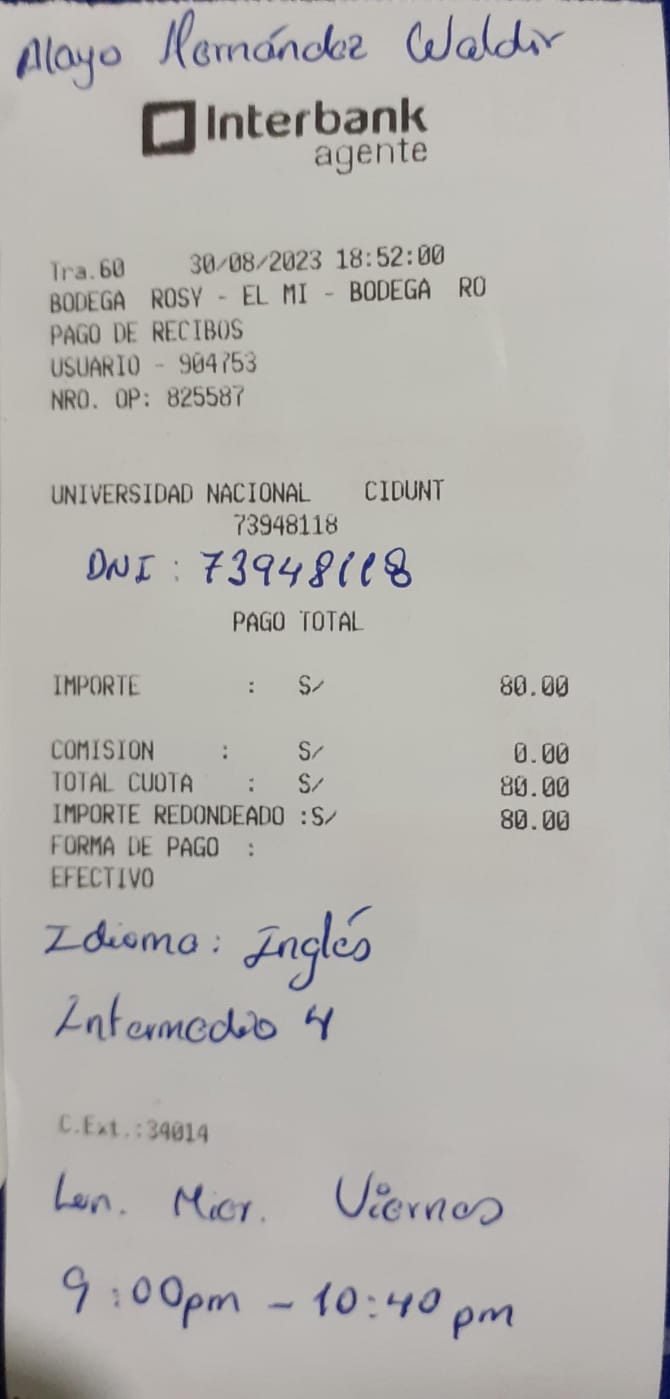 Alayo Hernández Waldir
Interbank
agente
Tra.60 30/08/2023 18:52:00
BODEGA ROSY - EL MI - BODEGA RO
PAGO DE RECIBOS
USUARIO - 904753
NRO. OP: 825587
UNIVERSIDAD NACIONAL CIDUNT
73948118
DNI : 73948118
PAGO TOTAL
IMPORTE : S/ 80.00
COMISION : S/ 0.00
TOTAL CUOTA : S/ 80.00
IMPORTE REDONDEADO :S/ 80.00
FORMA DE PAGO :
EFECTIVO
Idioma: Inglés
Intermedio 4
C.Ext.:34014
Lun. Mier. Viernes
9:00pm - 10:40 pm